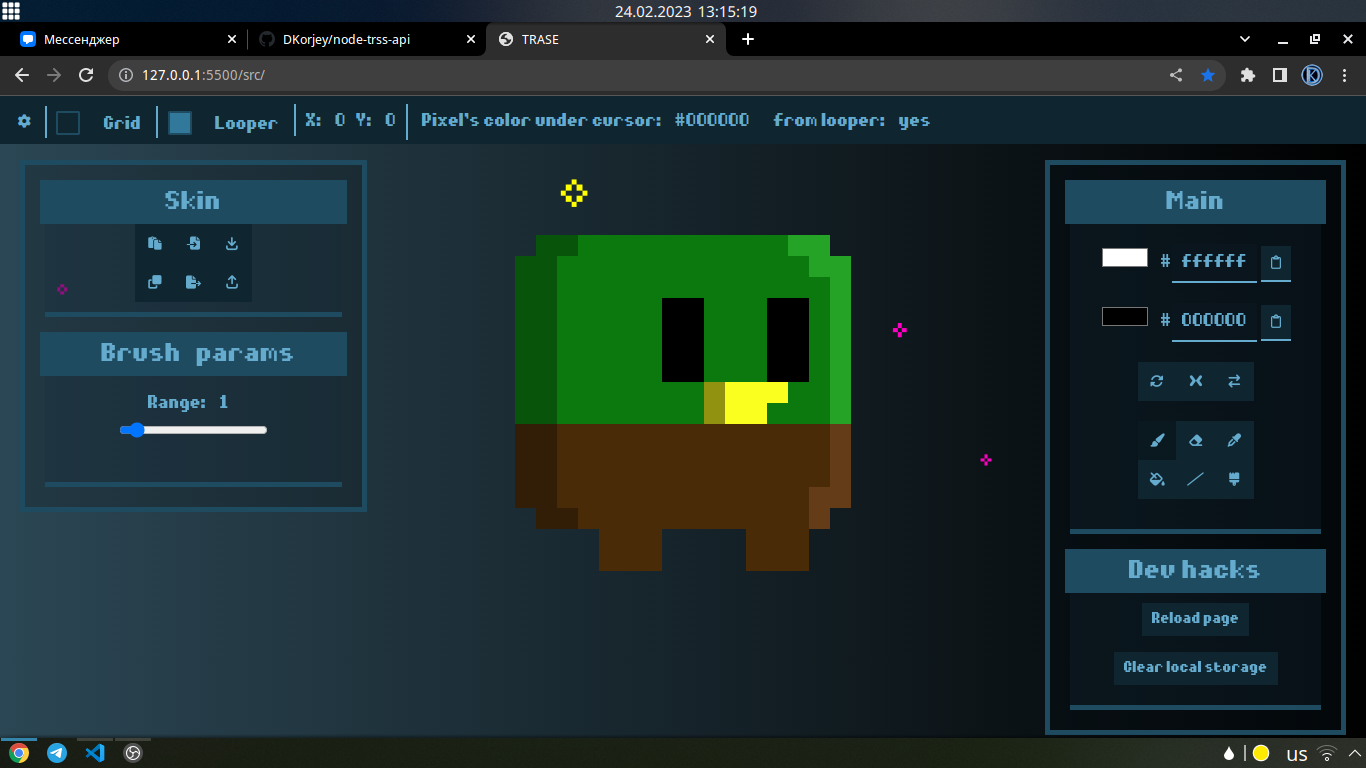 24.02.2023 13:15:19
Мессенджер
DKorjey/node-trss-api
TRASE
127.0.0.1:5500/src/
Grid
Looper
X: 0 Y: 0
Pixel's color under cursor: #000000
from looper: yes
Skin
Brush params
Range: 1
Main
# ffffff
# 000000
Dev hacks
Reload page
Clear local storage
us